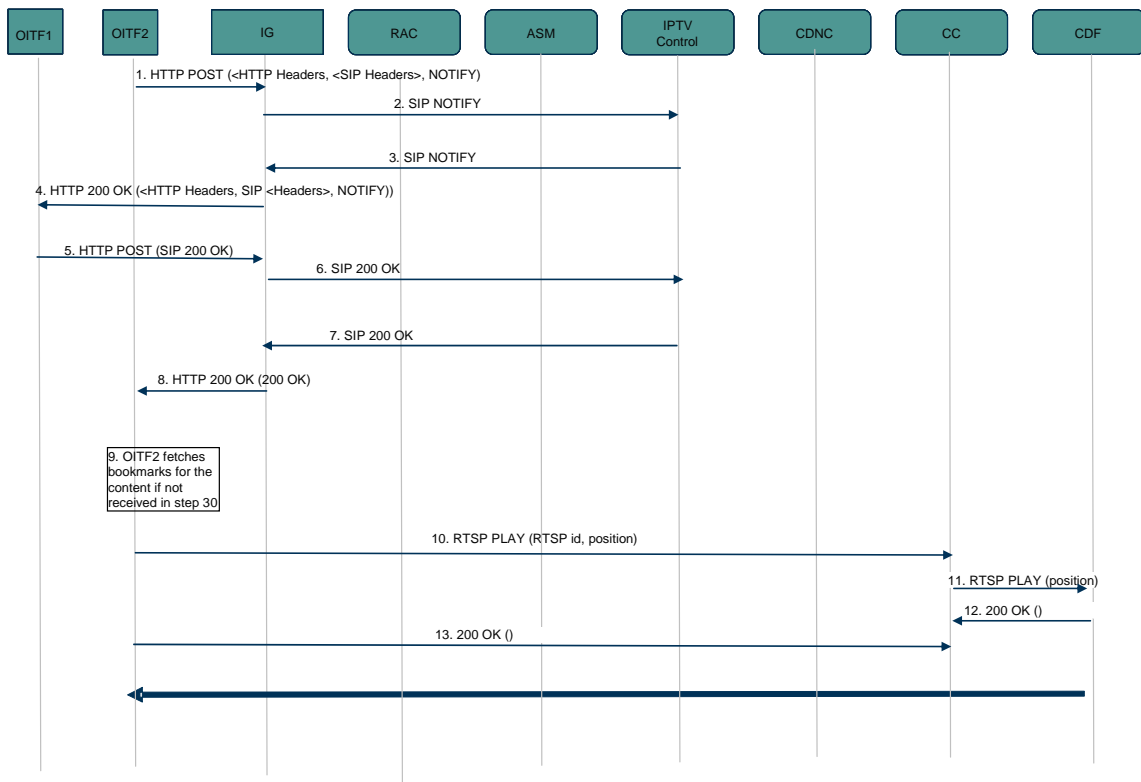 OITF1
OITF2
IG
RAC
ASM
IPTV
Control
CDNC
CC
CDF
1. HTTP POST (<HTTP Headers, <SIP Headers>, NOTIFY)
2. SIP NOTIFY
3. SIP NOTIFY
4. HTTP 200 OK (<HTTP Headers, SIP <Headers>, NOTIFY))
5. HTTP POST (SIP 200 OK)
6. SIP 200 OK
7. SIP 200 OK
8. HTTP 200 OK (200 OK)
9. OITF2 fetches
bookmarks for the
content if not
received in step 30
10. RTSP PLAY (RTSP id, position)
11. RTSP PLAY (position)
12. 200 OK ()
13. 200 OK ()